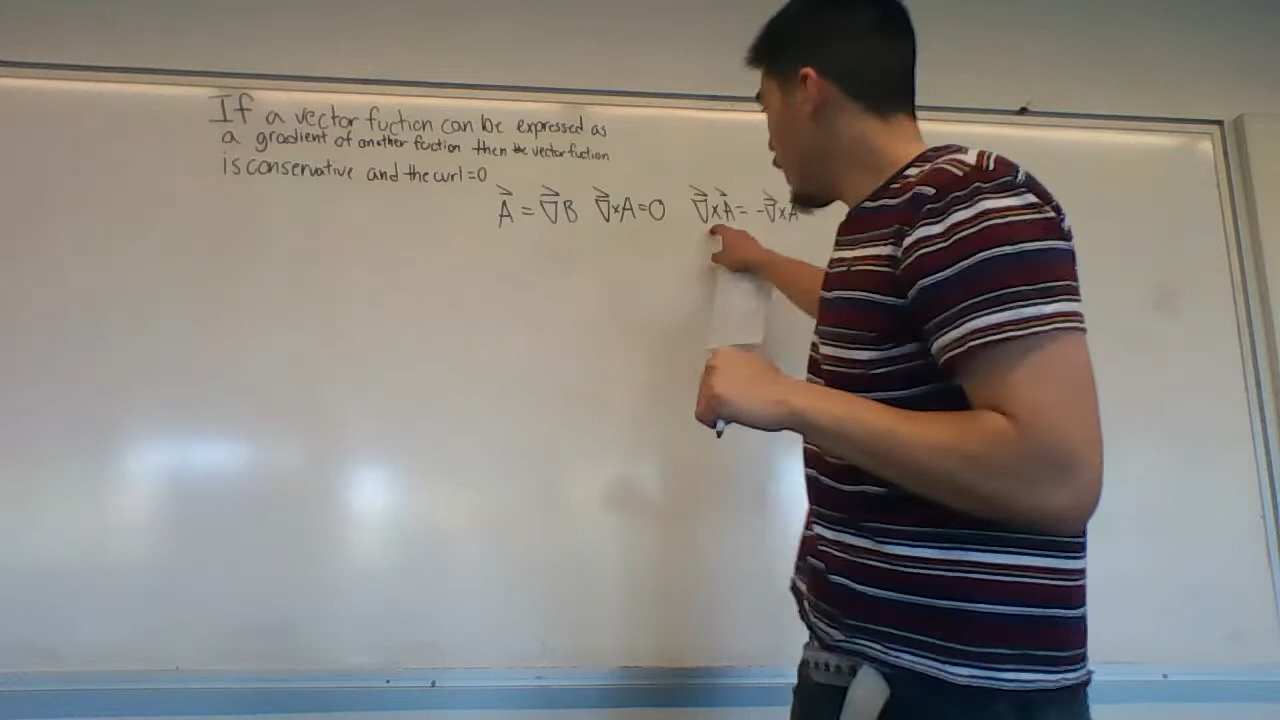 If a vector fuction can be expressed as
a gradient of another fuction then the vector fuction
is conservative and the curl = 0
A⃗ = ∇⃗B ∇⃗×A=0 ∇⃗×A⃗= -∇⃗×A